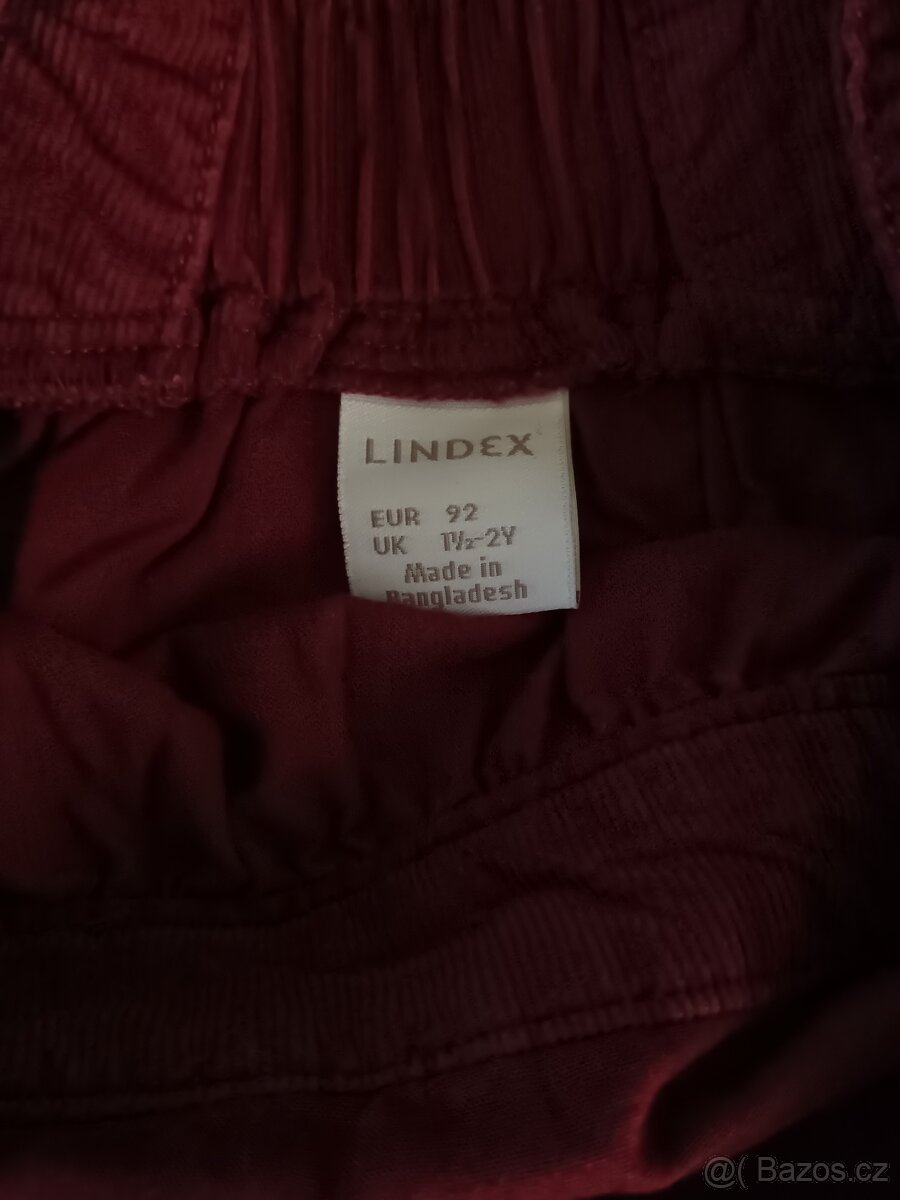 LINDEX
EUR 92
UK 1½-2Y
Made in
Bangladesh
@( Bazos.cz